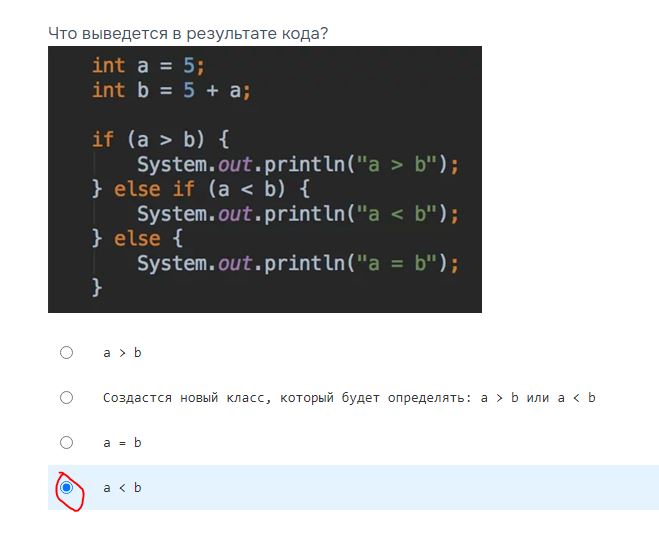 Что выведется в результате кода?
int a = 5;
int b = 5 + a;
if (a > b) {
System.out.println("a > b");
} else if (a < b) {
System.out.println("a < b");
} else {
System.out.println("a = b");
}
a > b
Создастся новый класс, который будет определять: a > b или a < b
a = b
a < b